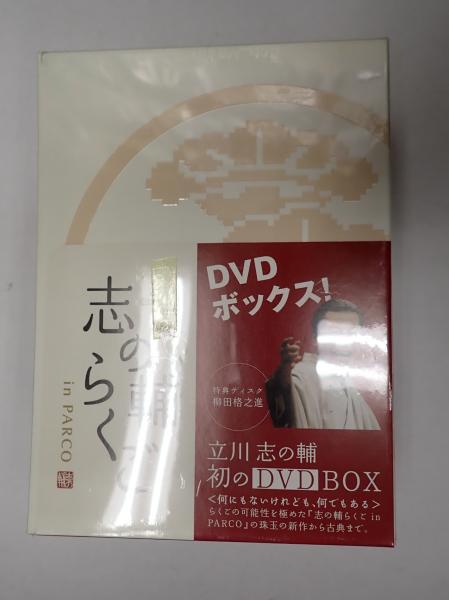 志の輔
らくご
in PARCO
DVD
ボックス!
特典ディスク
柳田格之進
立川 志の輔
初のDVD BOX
<何にもないけれども、何でもある>
らくごの可能性を極めた『志の輔らくご in
PARCO』の珠玉の新作から古典まで。